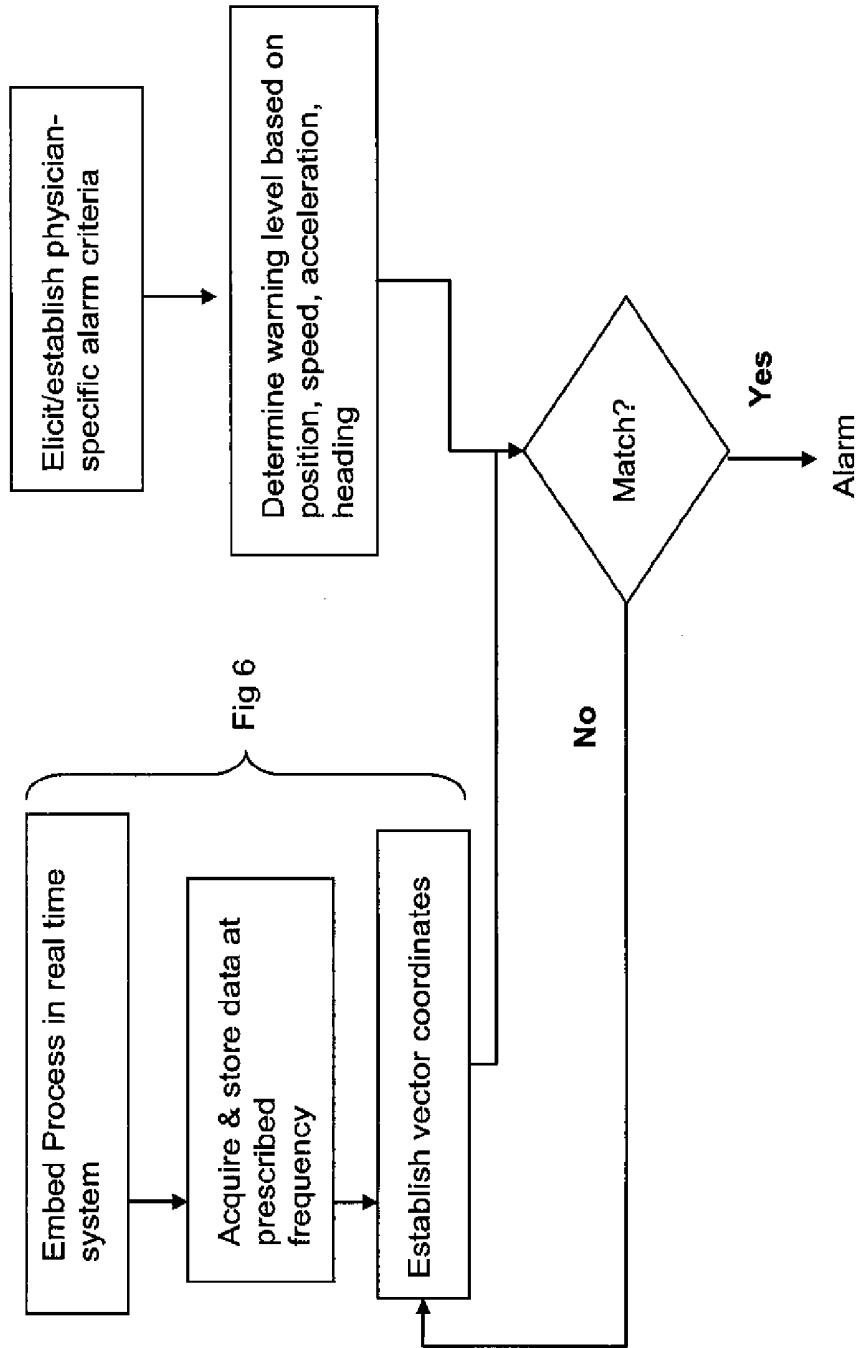 Embed Process in real time
system
Acquire & store data at
prescribed
frequency
Establish vector coordinates
Fig 6
Elicit/establish physician-
specific alarm criteria
Determine warning level based on
position, speed, acceleration,
heading
Match?
No
Yes
Alarm